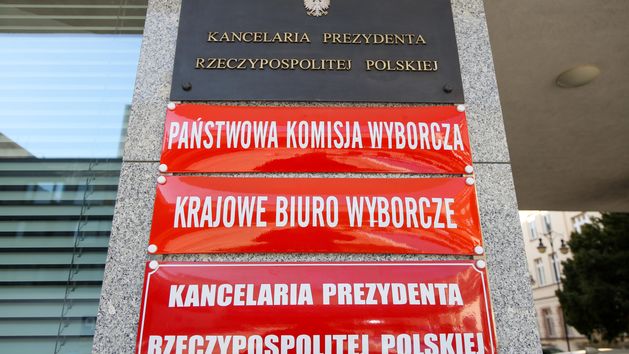 KANCELARIA PREZYDENTA
RZECZYPOSPOLITEJ POLSKIEJ
PAŃSTWOWA KOMISJA WYBORCZA
KRAJOWE BIURO WYBORCZE
KANCELARIA PREZYDENTA
RZECZYPOSPOLITEJ POLSKIEJ